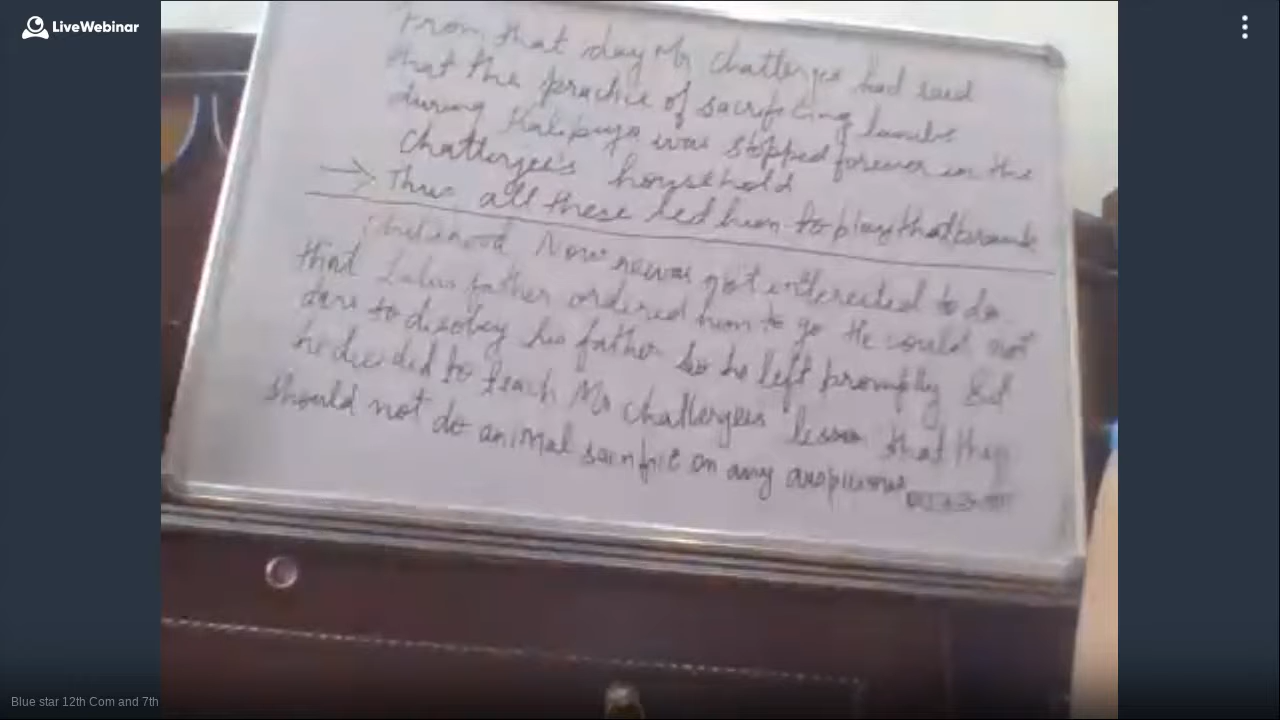 LiveWebinar
From that day Mr Chatterjee had said
that the practice of sacrificing lambs
during Kali puja was stopped forever in the
Chatterjee's household
→ Thus all these led him to play that prank
Now he was not interested to do
that Lalu's father ordered him to go He could not
dare to disobey his father So he left promptly But
he decided to teach Mr Chatterjees lesson that they
should not do animal sacrifice on any auspicious
Blue star 12th Com and 7th